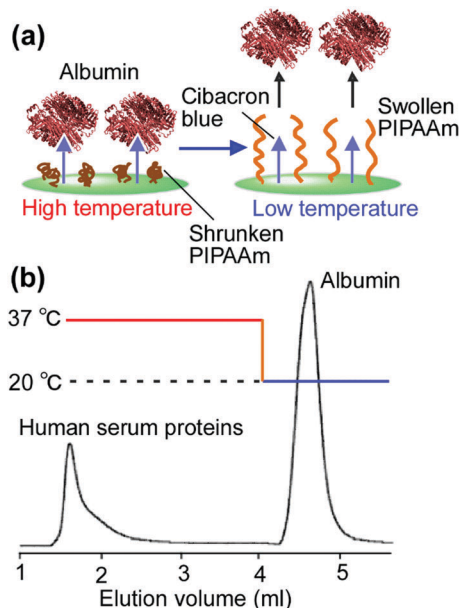 (a)
Albumin
Cibacron
blue
Swollen
PIPAAm
High temperature
Low temperature
Shrunken
PIPAAm
(b)
Albumin
37 °C
20 °C
Human serum proteins
1 2 3 4 5
Elution volume (ml)